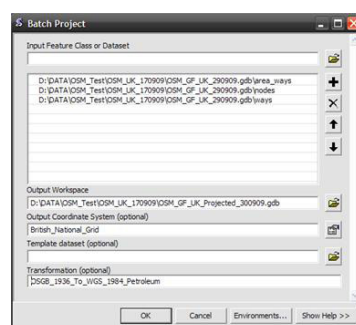 Batch Project
Input Feature Class or Dataset
D:\DATA\OSM_Test\OSM_UK_170909\OSM_GF_UK_290909.gdb\area_ways
D:\DATA\OSM_Test\OSM_UK_170909\OSM_GF_UK_290909.gdb\nodes
D:\DATA\OSM_Test\OSM_UK_170909\OSM_GF_UK_290909.gdb\ways
Output Workspace
D:\DATA\OSM_Test\OSM_UK_170909\OSM_GF_UK_Projected_300909.gdb
Output Coordinate System (optional)
British_National_Grid
Template dataset (optional)
Transformation (optional)
OSGB_1936_To_WGS_1984_Petroleum
OK Cancel Environments... Show Help >>